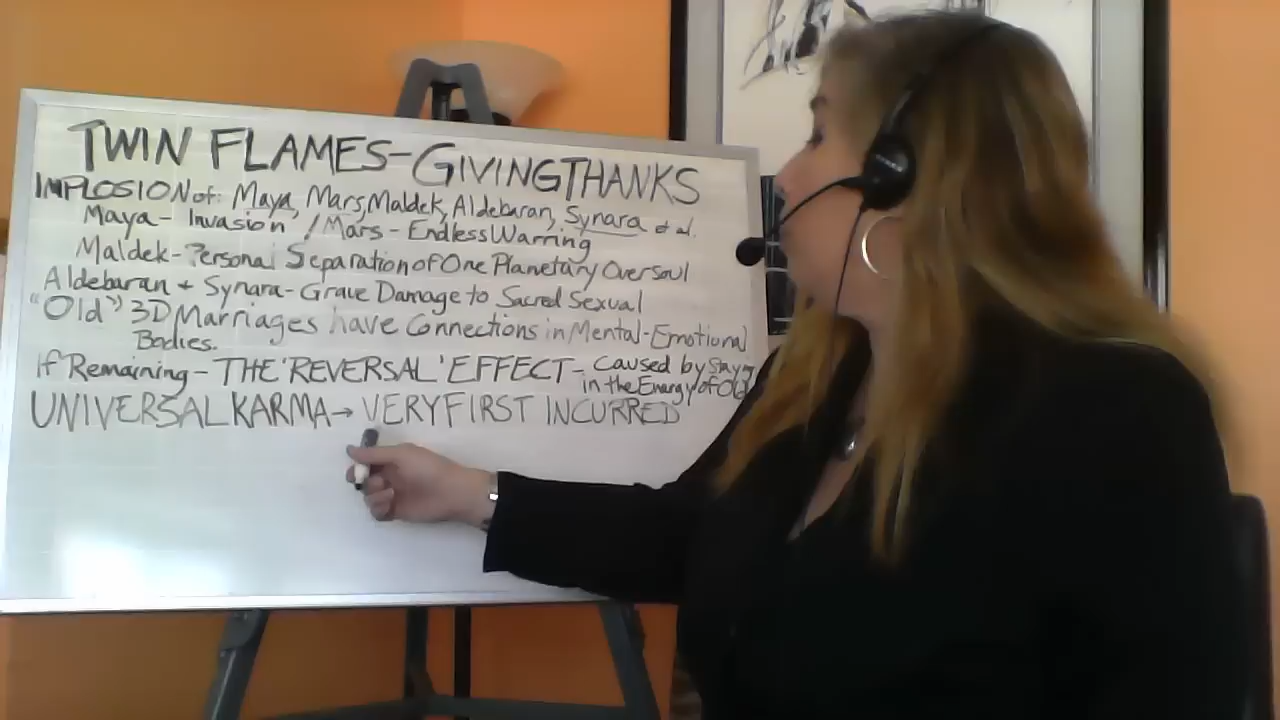 TWIN FLAMES-GIVINGTHANKS
IMPLOSION of: Maya, Mars, Maldek, Aldebaran, Synara et al.
Maya - Invasion / Mars - Endless Warring
Maldek - Personal Separation of One Planetary Oversoul
Aldebaran + Synara - Grave Damage to Sacred Sexual
"Old" 3D Marriages have Connections in Mental-Emotional
Bodies.
If Remaining - THE 'REVERSAL' EFFECT - Caused by Stayg
in the Energy of Old
UNIVERSAL KARMA → VERY FIRST INCURRED